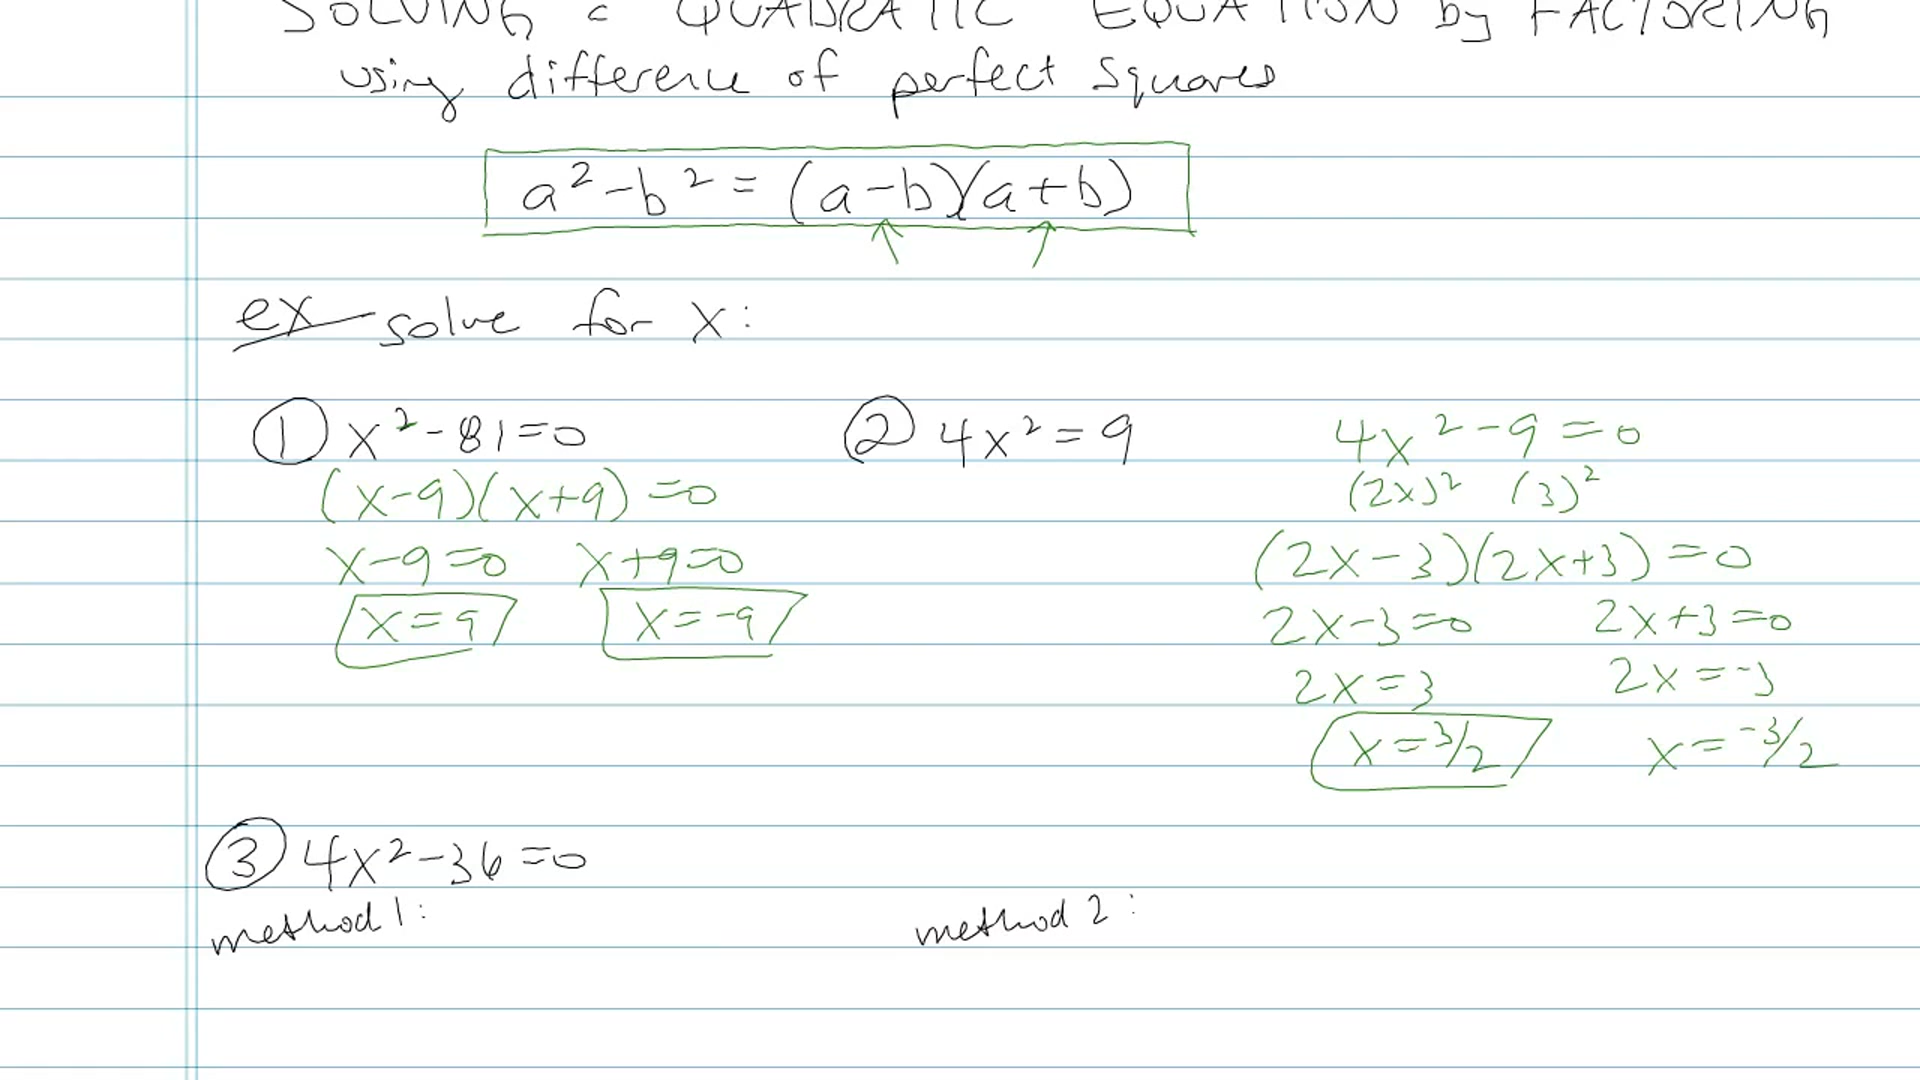 SOLVING a QUADRATIC EQUATION by FACTORING
using difference of perfect squares
a² - b² = (a-b)(a+b)
ex solve for x:
① x² - 81 = 0
(x-9)(x+9) = 0
x-9=0 x+9=0
x=9 x=-9
② 4x² = 9
4x² - 9 = 0
(2x)² (3)²
(2x-3)(2x+3) = 0
2x-3=0 2x+3=0
2x=3 2x=-3
x=3/2 x=-3/2
③ 4x² - 36 = 0
method 1: method 2: